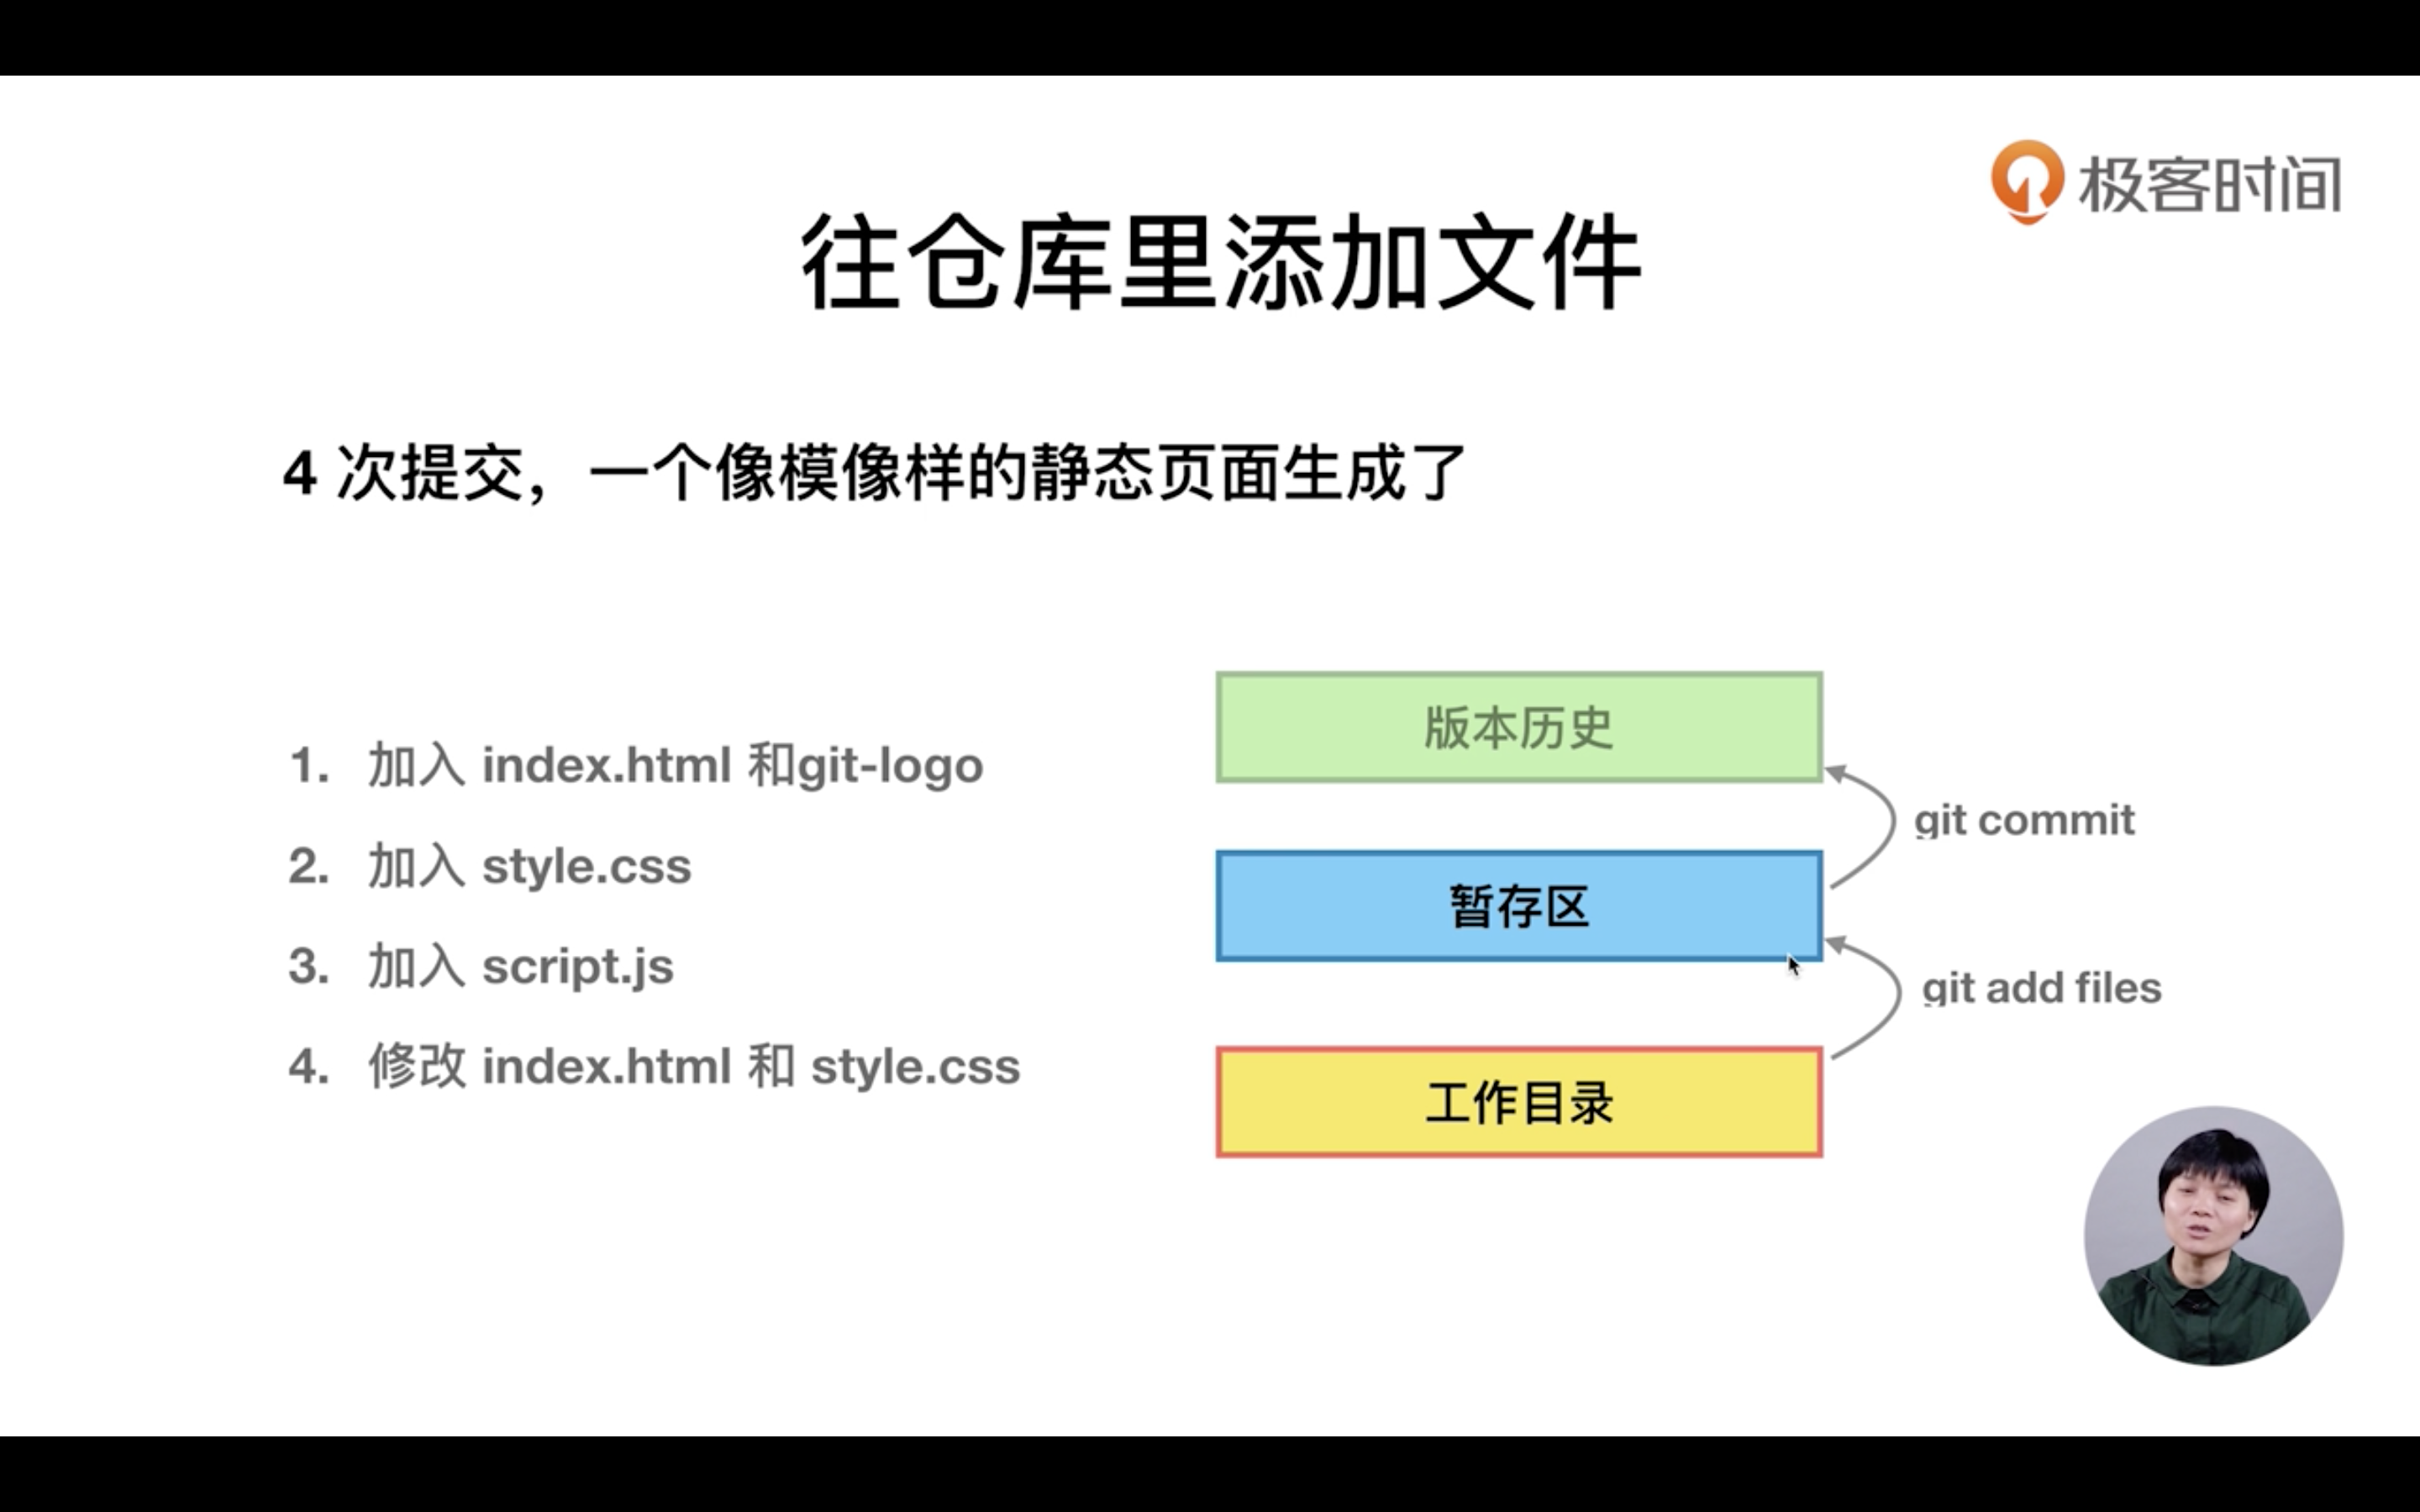 极客时间
往仓库里添加文件
4 次提交，一个像模像样的静态页面生成了
1. 加入 index.html 和git-logo
2. 加入 style.css
3. 加入 script.js
4. 修改 index.html 和 style.css
版本历史
git commit
暂存区
git add files
工作目录